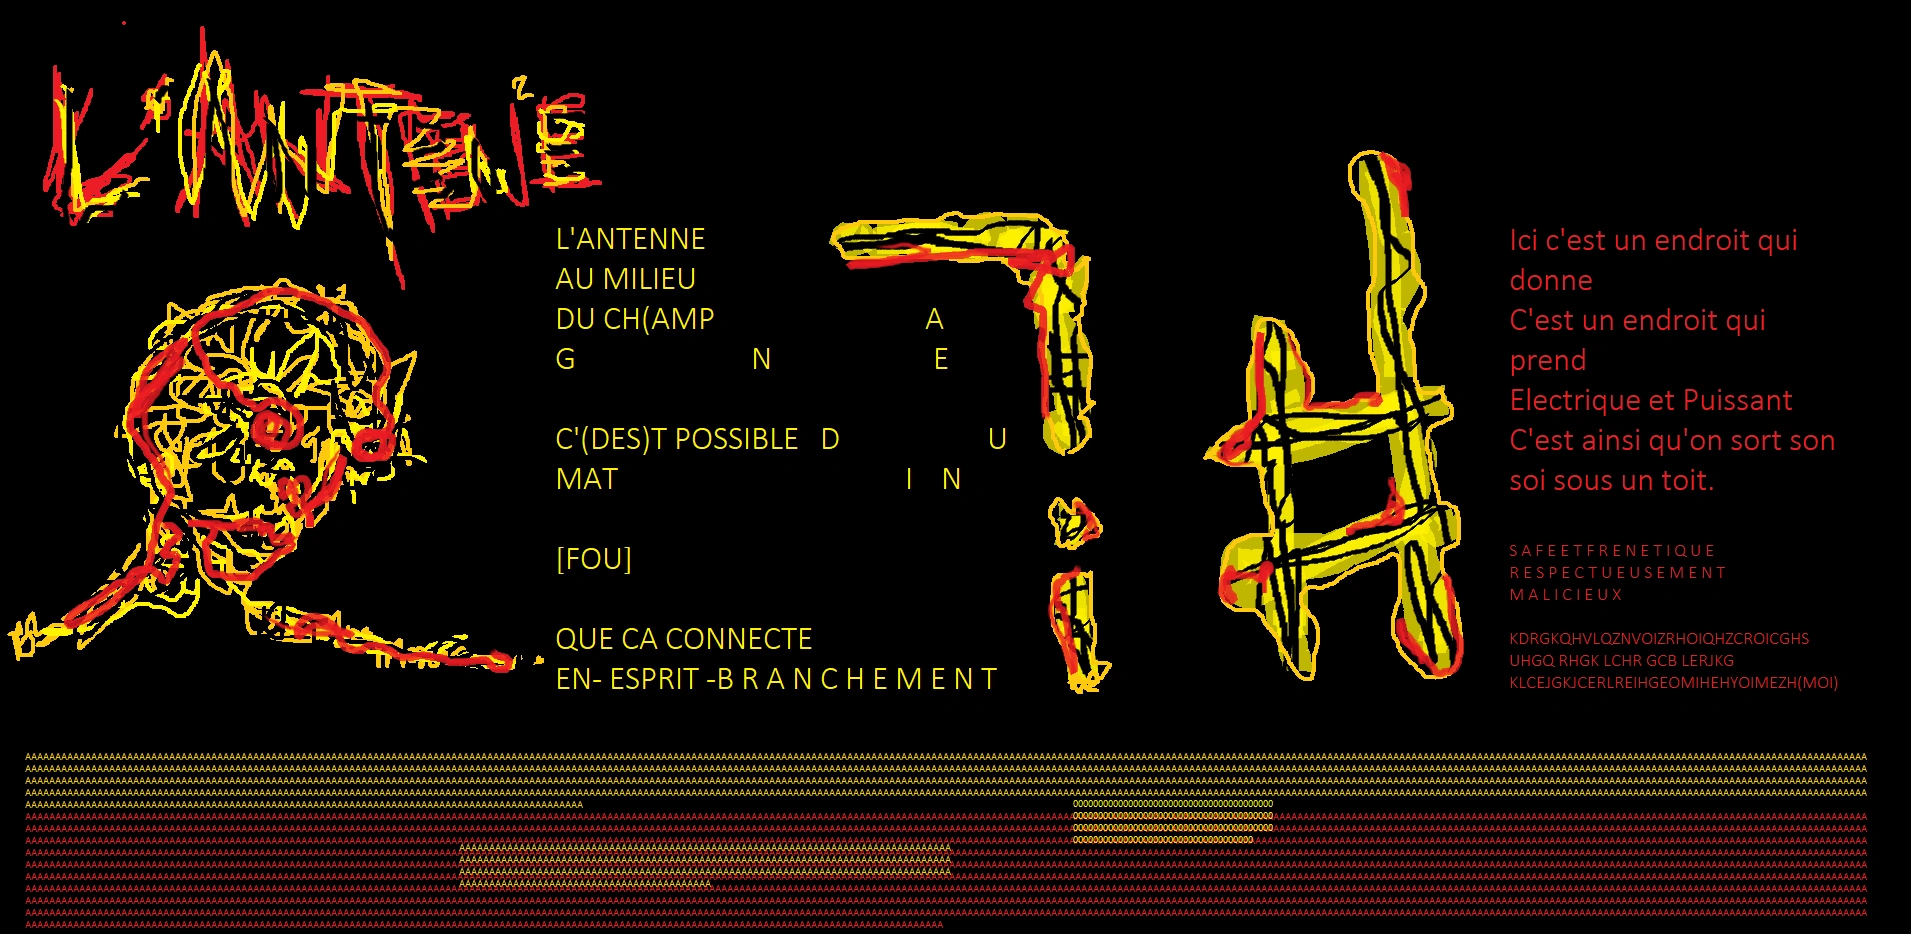 L'ANTENNE
L'ANTENNE
AU MILIEU
DU CH(AMP A
G N E
C'(DES)T POSSIBLE D U
MAT I N
[FOU]
QUE CA CONNECTE
EN- ESPRIT -B R A N C H E M E N T
Ici c'est un endroit qui
donne
C'est un endroit qui
prend
Electrique et Puissant
C'est ainsi qu'on sort son
soi sous un toit.
SAFEETFRENETIQUE
RESPECTUEUSEMENT
MALICIEUX
KDRGKQHVLQZNVOIZRHOIQHZCROICGHS
UHGQ RHGK LCHR GCB LERJKG
KLCEJGKJCERLREIHGEOMIHEHYOIMEZH(MOI)